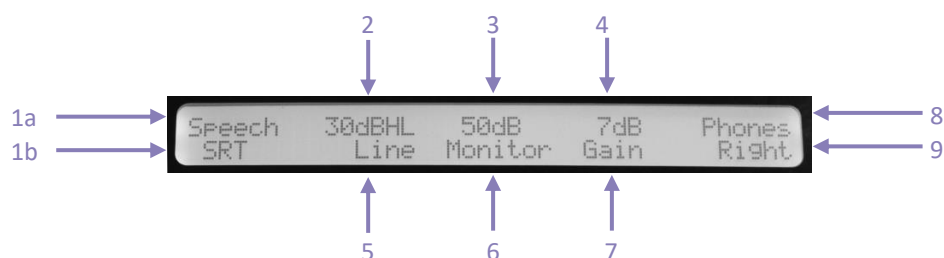 2 3 4
1a Speech 30dBHL 50dB 7dB Phones 8
1b SRT Line Monitor Gain Right 9
5 6 7